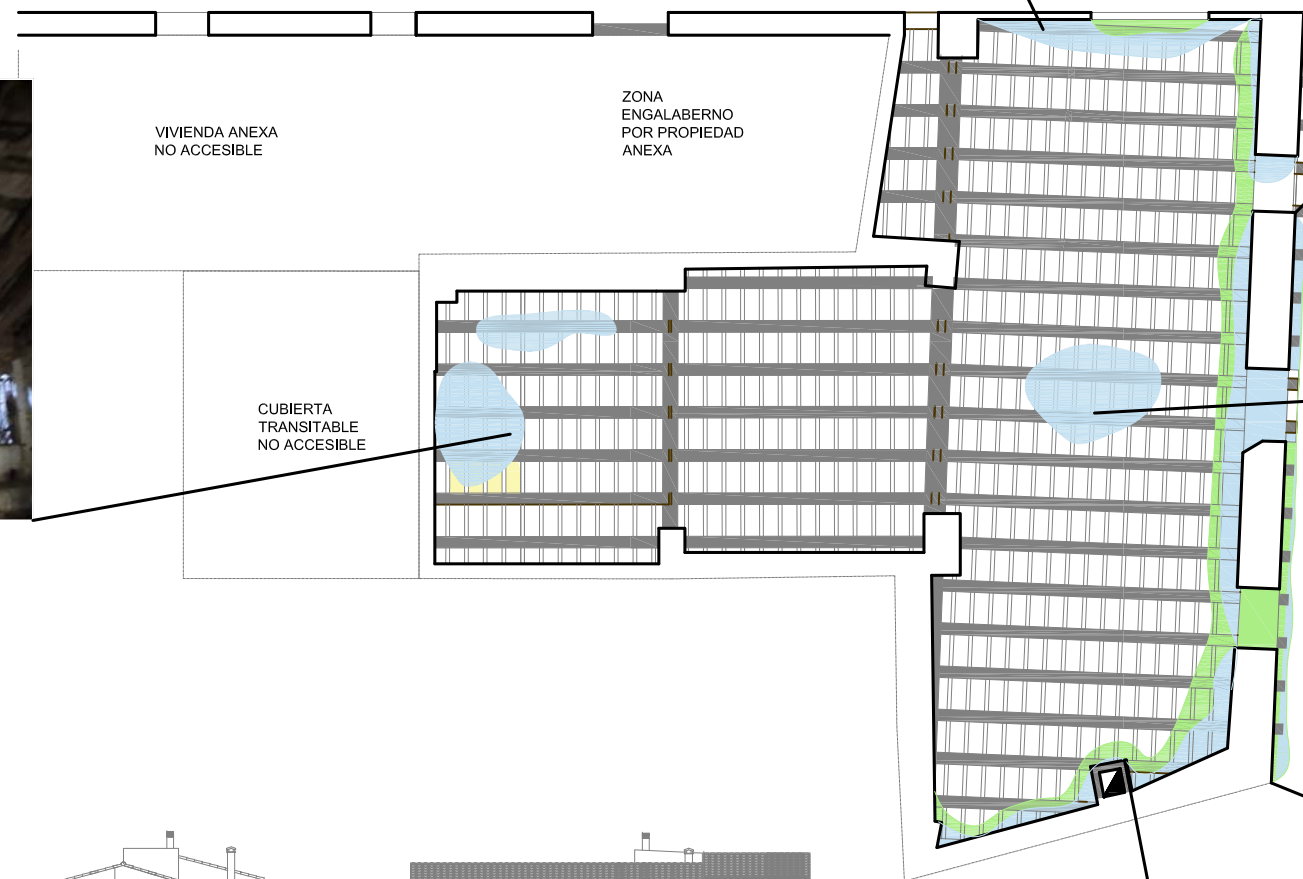 VIVIENDA ANEXA
NO ACCESIBLE
ZONA
ENGALABERNO
POR PROPIEDAD
ANEXA
CUBIERTA
TRANSITABLE
NO ACCESIBLE